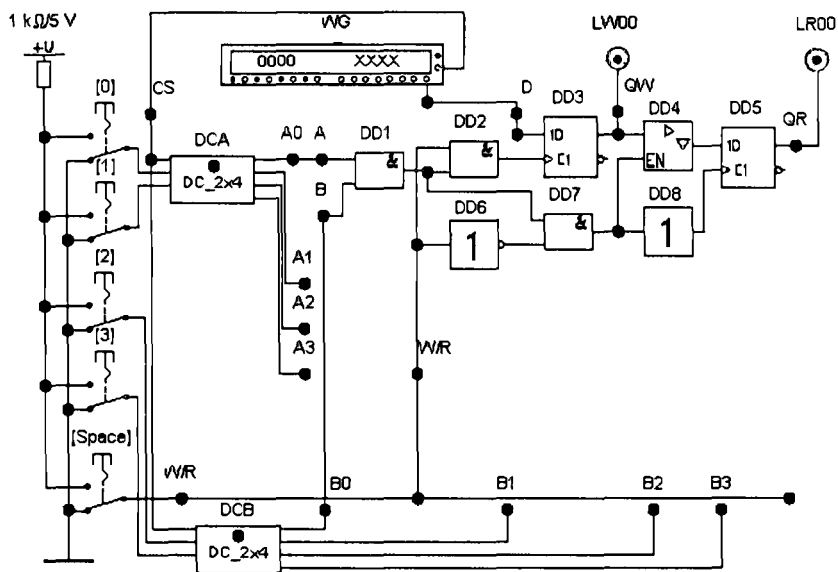 1 kΩ/5 V
+U
WG
LW00
LR00
0000 XXXX
[0]
CS
D
DD3
QW
DD4
DD5
DCA
A0
A
DD1
DD2
1D
1D
QR
[1]
&
&
C1
EN
C1
DC_2x4
B
DD6
DD7
DD8
1
&
1
[2]
A1
A2
[3]
A3
W/R
[Space]
W/R
DCB
B0
B1
B2
B3
DC_2x4